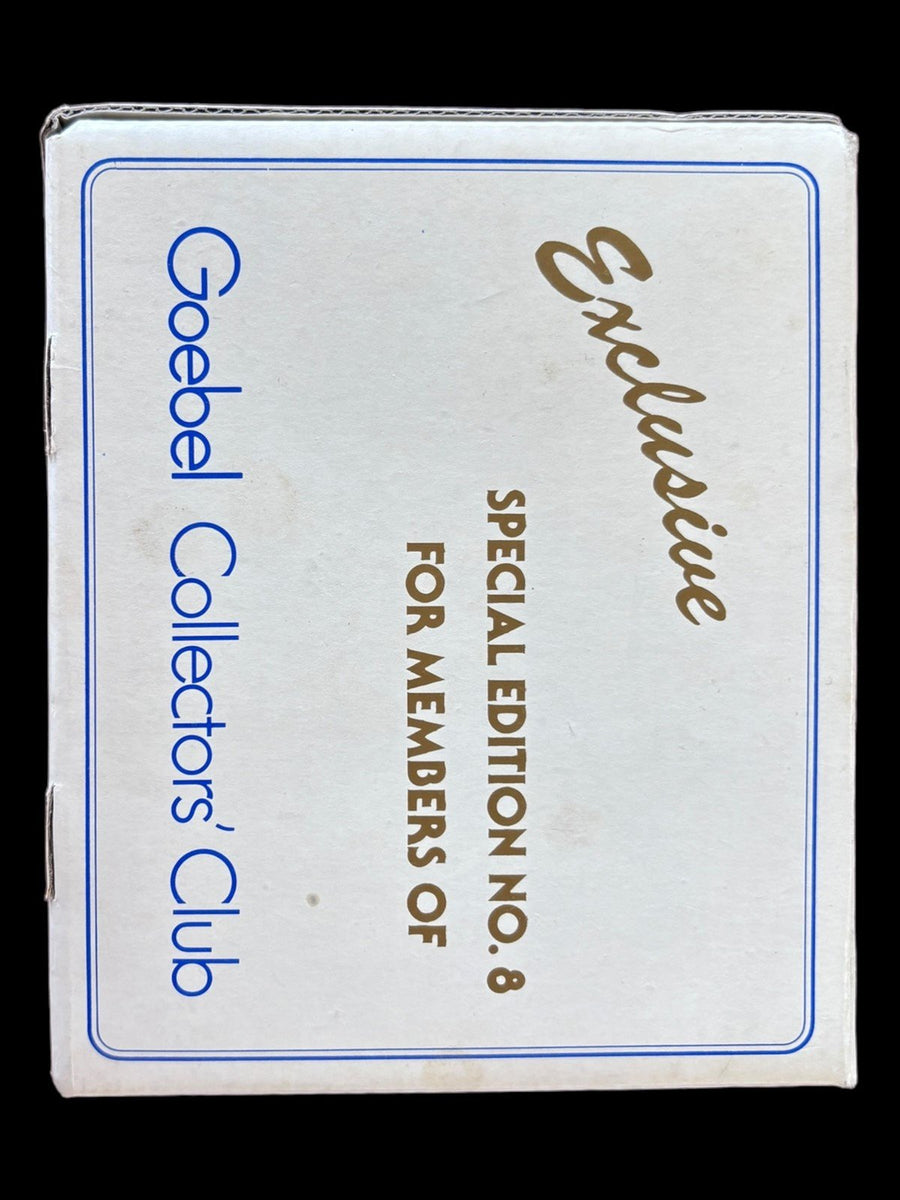 Exclusive
SPECIAL EDITION NO. 8
FOR MEMBERS OF
Goebel Collectors' Club